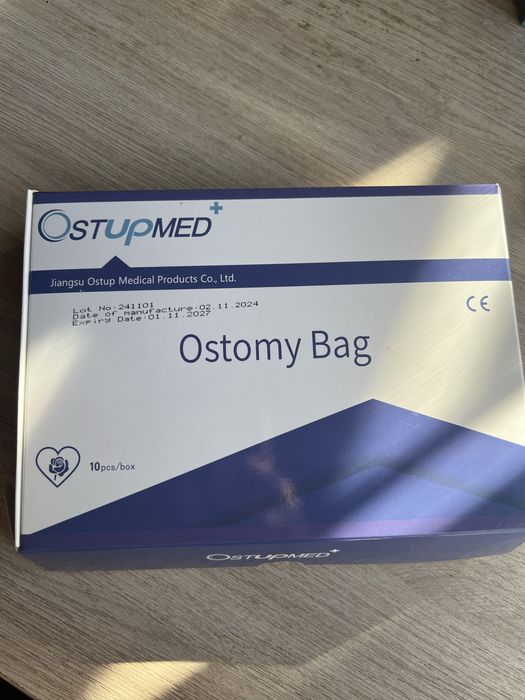 OSTUPMED+
Jiangsu Ostup Medical Products Co., Ltd.
Lot No:241101
Date of manufacture:02.11.2024
Expiry Date:01.11.2027
CE
Ostomy Bag
10pcs/box
OSTUPMED+